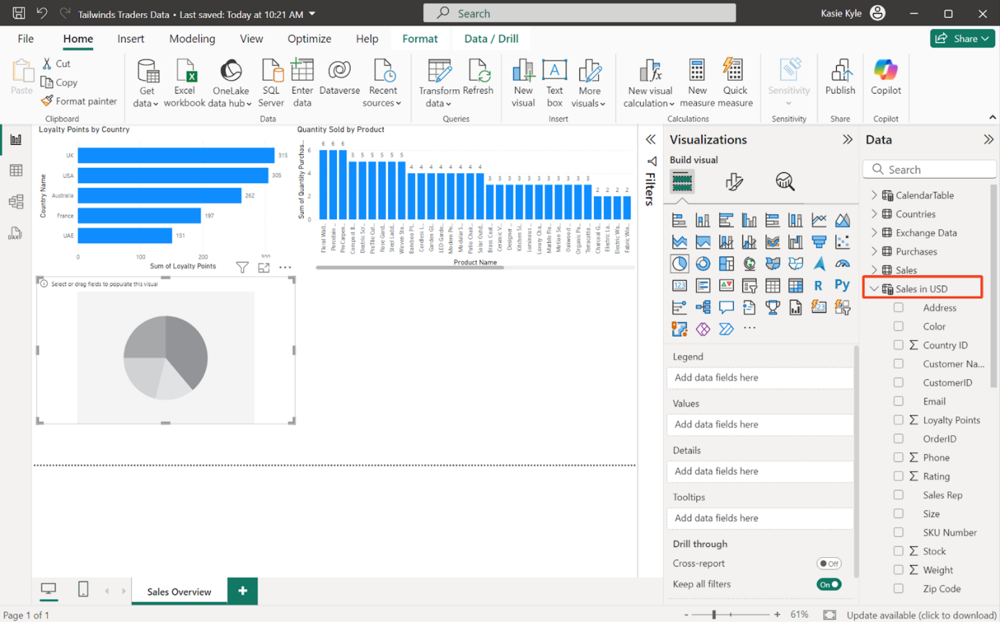 Tailwinds Traders Data • Last saved: Today at 10:21 AM
Search
Kasie Kyle
File Home Insert Modeling View Optimize Help Format Data / Drill
Share
Paste
Cut
Copy
Format painter
Clipboard
Get data
Excel workbook
OneLake data hub
SQL Server
Enter data
Dataverse
Recent sources
Data
Transform data
Refresh
Queries
New visual
Text box
More visuals
Insert
New visual calculation
New measure
Quick measure
Calculations
Sensitivity
Sensitivity
Publish
Share
Copilot
Copilot
Loyalty Points by Country
Country Name
UK 315
USA 305
Australia 262
France 197
UAE 151
0 100 200
Sum of Loyalty Points
Quantity Sold by Product
Sum of Quantity Purchas...
6 4 2 0
6 6 6 5 5 5 5 5 5 4 4 4 4 4 4 4 4 3 3 3 3 3 3 3 3 3 3 3 2 2 2 2
Floral Wall...
Porcelain ...
ProCarpen...
Compost B...
Electric Scr...
ProTile Cut...
Rose Gard...
Steel Ladd...
Woven Sto...
Bamboo Pl...
Cordless L...
Garden Gl...
LED Garde...
Modern Pe...
Modular S...
Patio Chair...
Solar Outd...
Brass Coat...
Ceramic V...
Designer ...
Kitchen Si...
Luminous r...
Luxury Cha...
Marble Flo...
Motion Se...
Oakwood ...
Organic Po...
Terracotta ...
Charcoal G...
Electric La...
Electric Wa...
Fabric Win...
Product Name
Select or drag fields to populate this visual
Filters
Visualizations
Build visual
123
R
Py
Legend
Add data fields here
Values
Add data fields here
Details
Add data fields here
Tooltips
Add data fields here
Drill through
Cross-report
Off
Keep all filters
On
Data
Search
CalendarTable
Countries
Exchange Data
Purchases
Sales
Sales in USD
Address
Color
Country ID
Customer Na...
CustomerID
Email
Loyalty Points
OrderID
Phone
Rating
Sales Rep
Size
SKU Number
Stock
Weight
Zip Code
Sales Overview
Page 1 of 1
- + 61%
Update available (click to download)